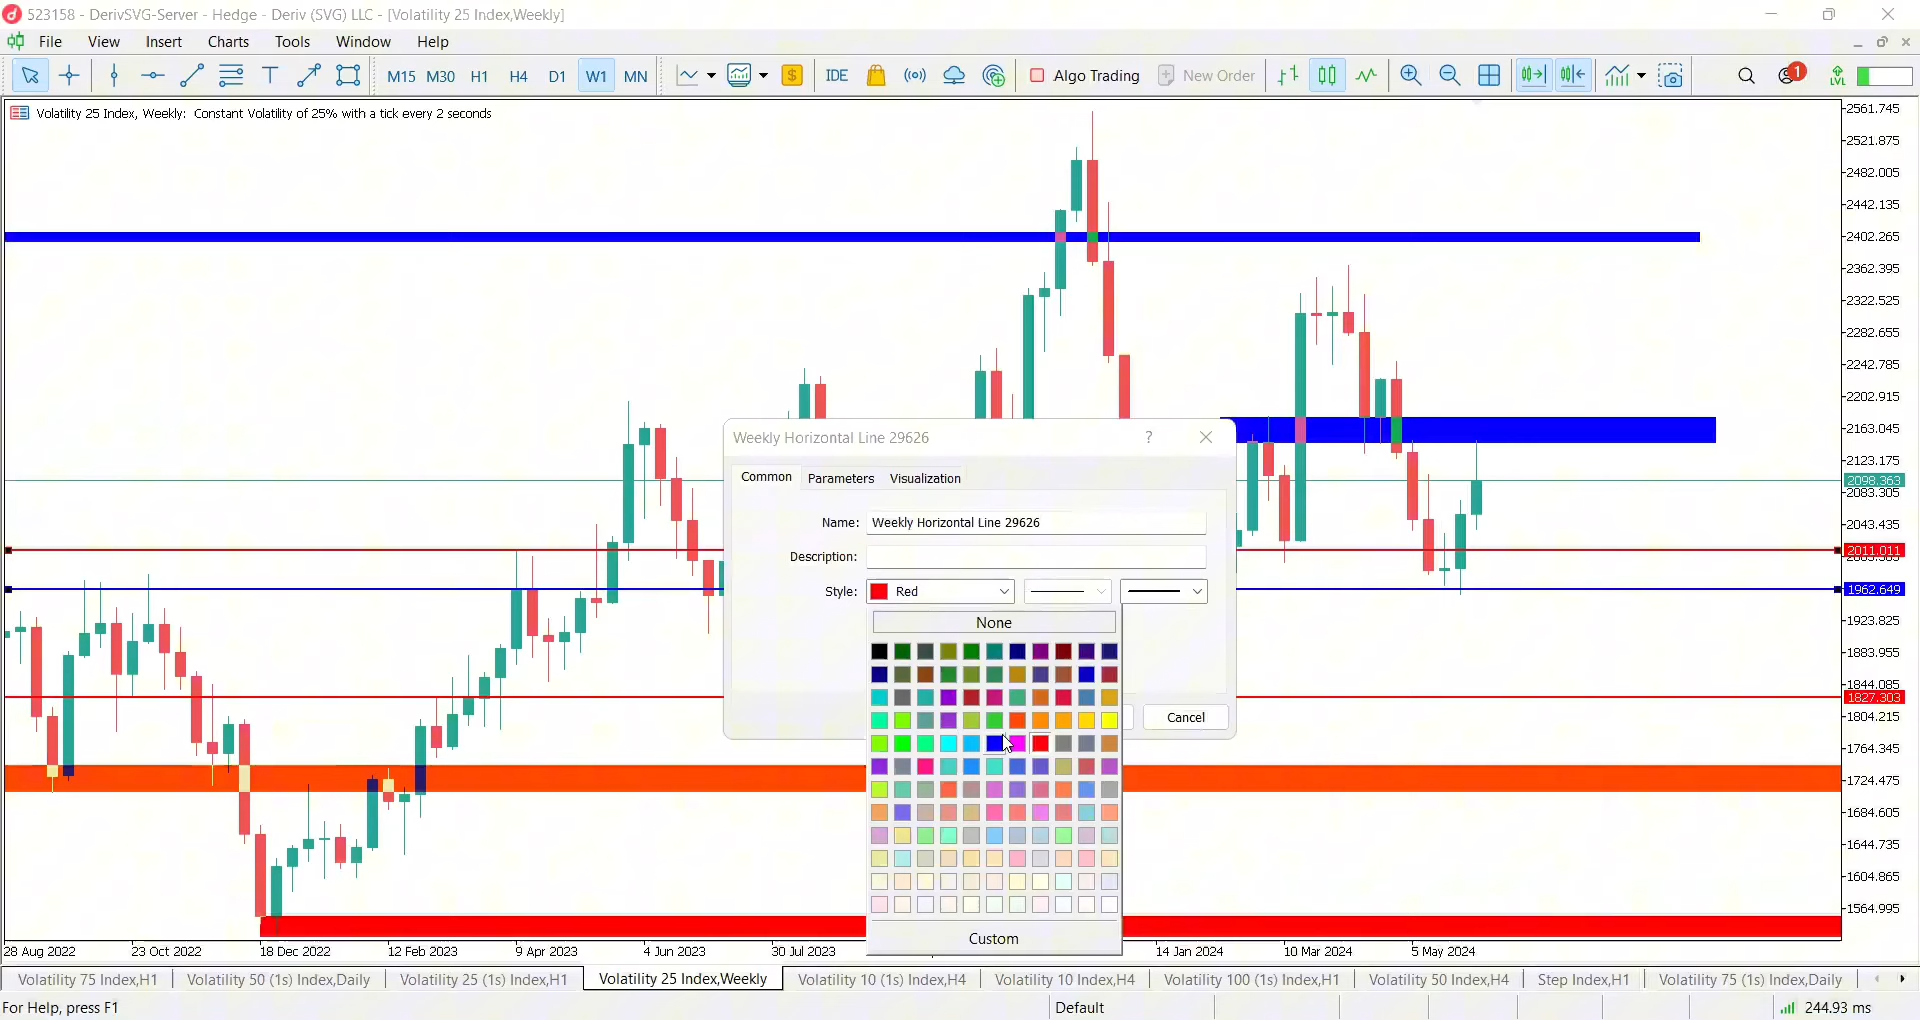 523158 - DerivSVG-Server - Hedge - Deriv (SVG) LLC - [Volatility 25 Index,Weekly]
File View Insert Charts Tools Window Help
M15 M30 H1 H4 D1 W1 MN IDE Algo Trading New Order 1 LVL
Volatility 25 Index, Weekly: Constant Volatility of 25% with a tick every 2 seconds
2561.745
2521.875
2482.005
2442.135
2402.265
2362.395
2322.525
2282.655
2242.785
2202.915
2163.045
2123.175
2098.363
2083.305
2043.435
2011.011
1962.649
1923.825
1883.955
1844.085
1827.303
1804.215
1764.345
1724.475
1684.605
1644.735
1604.865
1564.995
Weekly Horizontal Line 29626 ?
Common Parameters Visualization
Name: Weekly Horizontal Line 29626
Description:
Style: Red
None
Cancel
Custom
28 Aug 2022 23 Oct 2022 18 Dec 2022 12 Feb 2023 9 Apr 2023 4 Jun 2023 30 Jul 2023 14 Jan 2024 10 Mar 2024 5 May 2024
Volatility 75 Index,H1 Volatility 50 (1s) Index,Daily Volatility 25 (1s) Index,H1 Volatility 25 Index,Weekly Volatility 10 (1s) Index,H4 Volatility 10 Index,H4 Volatility 100 (1s) Index,H1 Volatility 50 Index,H4 Step Index,H1 Volatility 75 (1s) Index,Daily
For Help, press F1 Default 244.93 ms